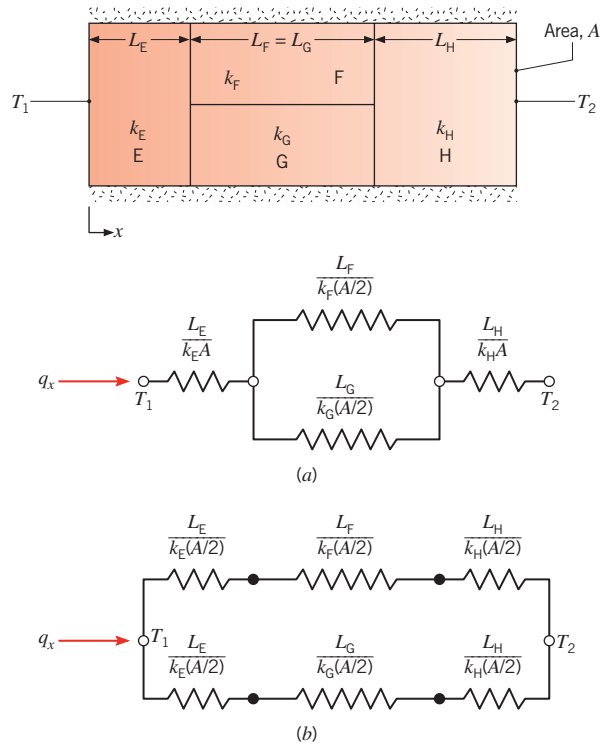 L_E L_F = L_G L_H Area, A
k_F F
T_1 T_2
k_E k_G k_H
E G H
x
L_F
k_F(A/2)
L_E L_H
k_E A k_H A
q_x
T_1 T_2
L_G
k_G(A/2)
(a)
L_E L_F L_H
k_E(A/2) k_F(A/2) k_H(A/2)
q_x T_1 T_2
L_E L_G L_H
k_E(A/2) k_G(A/2) k_H(A/2)
(b)